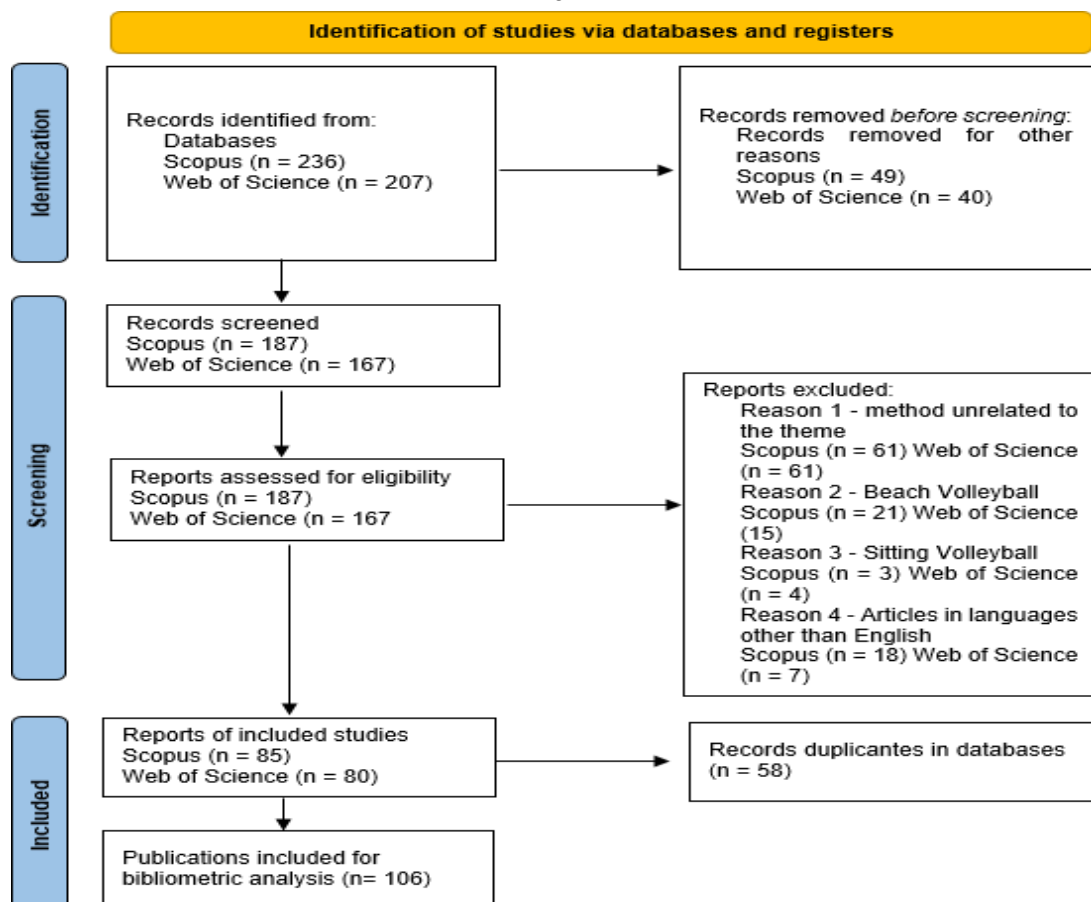 Identification of studies via databases and registers
Identification
Records identified from:
Databases
Scopus (n = 236)
Web of Science (n = 207)
Records removed before screening:
Records removed for other
reasons
Scopus (n = 49)
Web of Science (n = 40)
Screening
Records screened
Scopus (n = 187)
Web of Science (n = 167)
Reports assessed for eligibility
Scopus (n = 187)
Web of Science (n = 167
Reports excluded:
Reason 1 - method unrelated to
the theme
Scopus (n = 61) Web of Science
(n = 61)
Reason 2 - Beach Volleyball
Scopus (n = 21) Web of Science
(15)
Reason 3 - Sitting Volleyball
Scopus (n = 3) Web of Science
(n = 4)
Reason 4 - Articles in languages
other than English
Scopus (n = 18) Web of Science
(n = 7)
Included
Reports of included studies
Scopus (n = 85)
Web of Science (n = 80)
Records duplicantes in databases
(n = 58)
Publications included for
bibliometric analysis (n= 106)